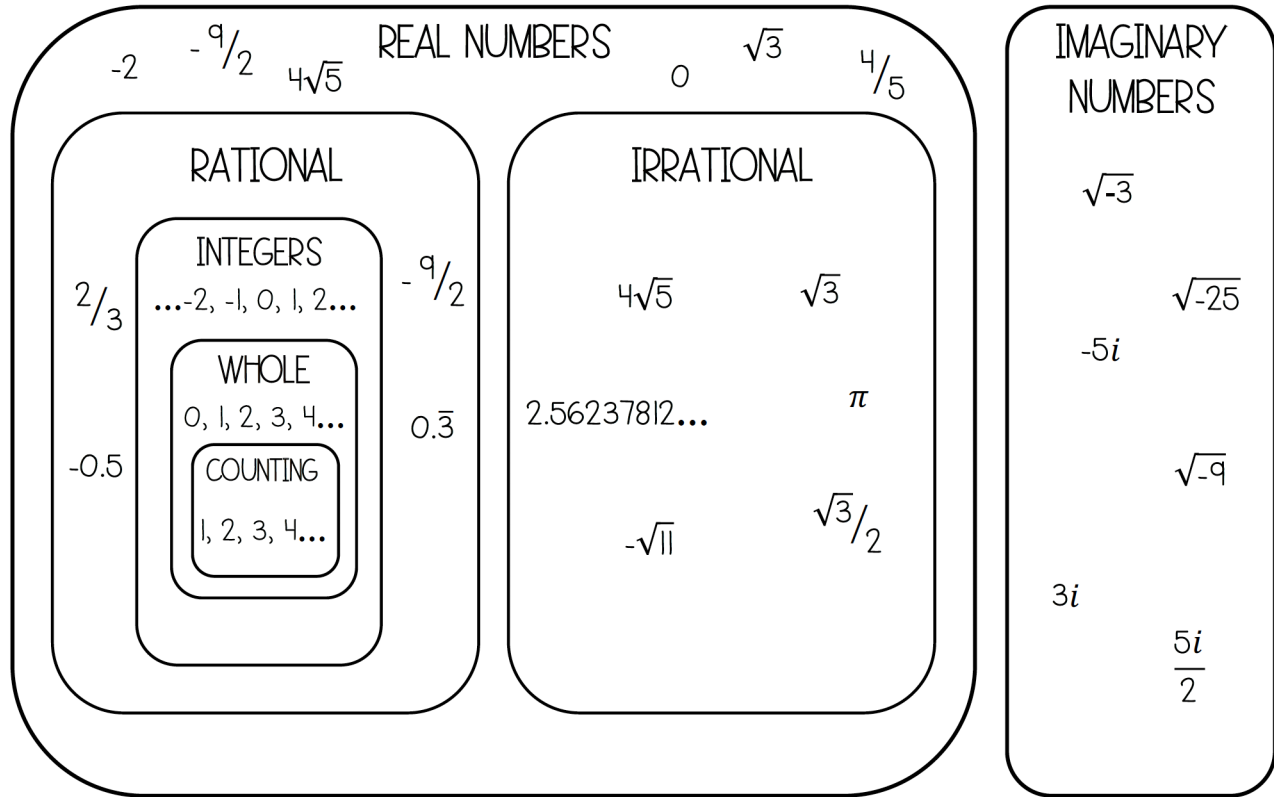 REAL NUMBERS
-2
- 9/2
4√5
0
√3
4/5
RATIONAL
INTEGERS
...-2, -1, 0, 1, 2...
WHOLE
0, 1, 2, 3, 4...
COUNTING
1, 2, 3, 4...
2/3
-0.5
- 9/2
0.3̅
IRRATIONAL
4√5
√3
2.56237812...
π
-√11
√3/2
IMAGINARY
NUMBERS
√-3
√-25
-5i
√-9
3i
5i
2